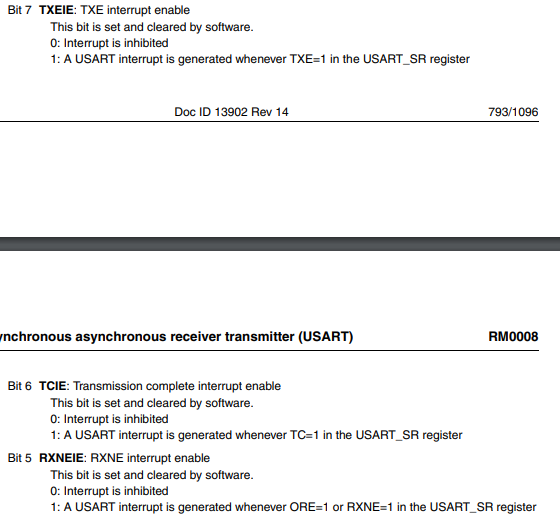 Bit 7 TXEIE: TXE interrupt enable
This bit is set and cleared by software.
0: Interrupt is inhibited
1: A USART interrupt is generated whenever TXE=1 in the USART_SR register
Doc ID 13902 Rev 14 793/1096
ynchronous asynchronous receiver transmitter (USART) RM0008
Bit 6 TCIE: Transmission complete interrupt enable
This bit is set and cleared by software.
0: Interrupt is inhibited
1: A USART interrupt is generated whenever TC=1 in the USART_SR register
Bit 5 RXNEIE: RXNE interrupt enable
This bit is set and cleared by software.
0: Interrupt is inhibited
1: A USART interrupt is generated whenever ORE=1 or RXNE=1 in the USART_SR register